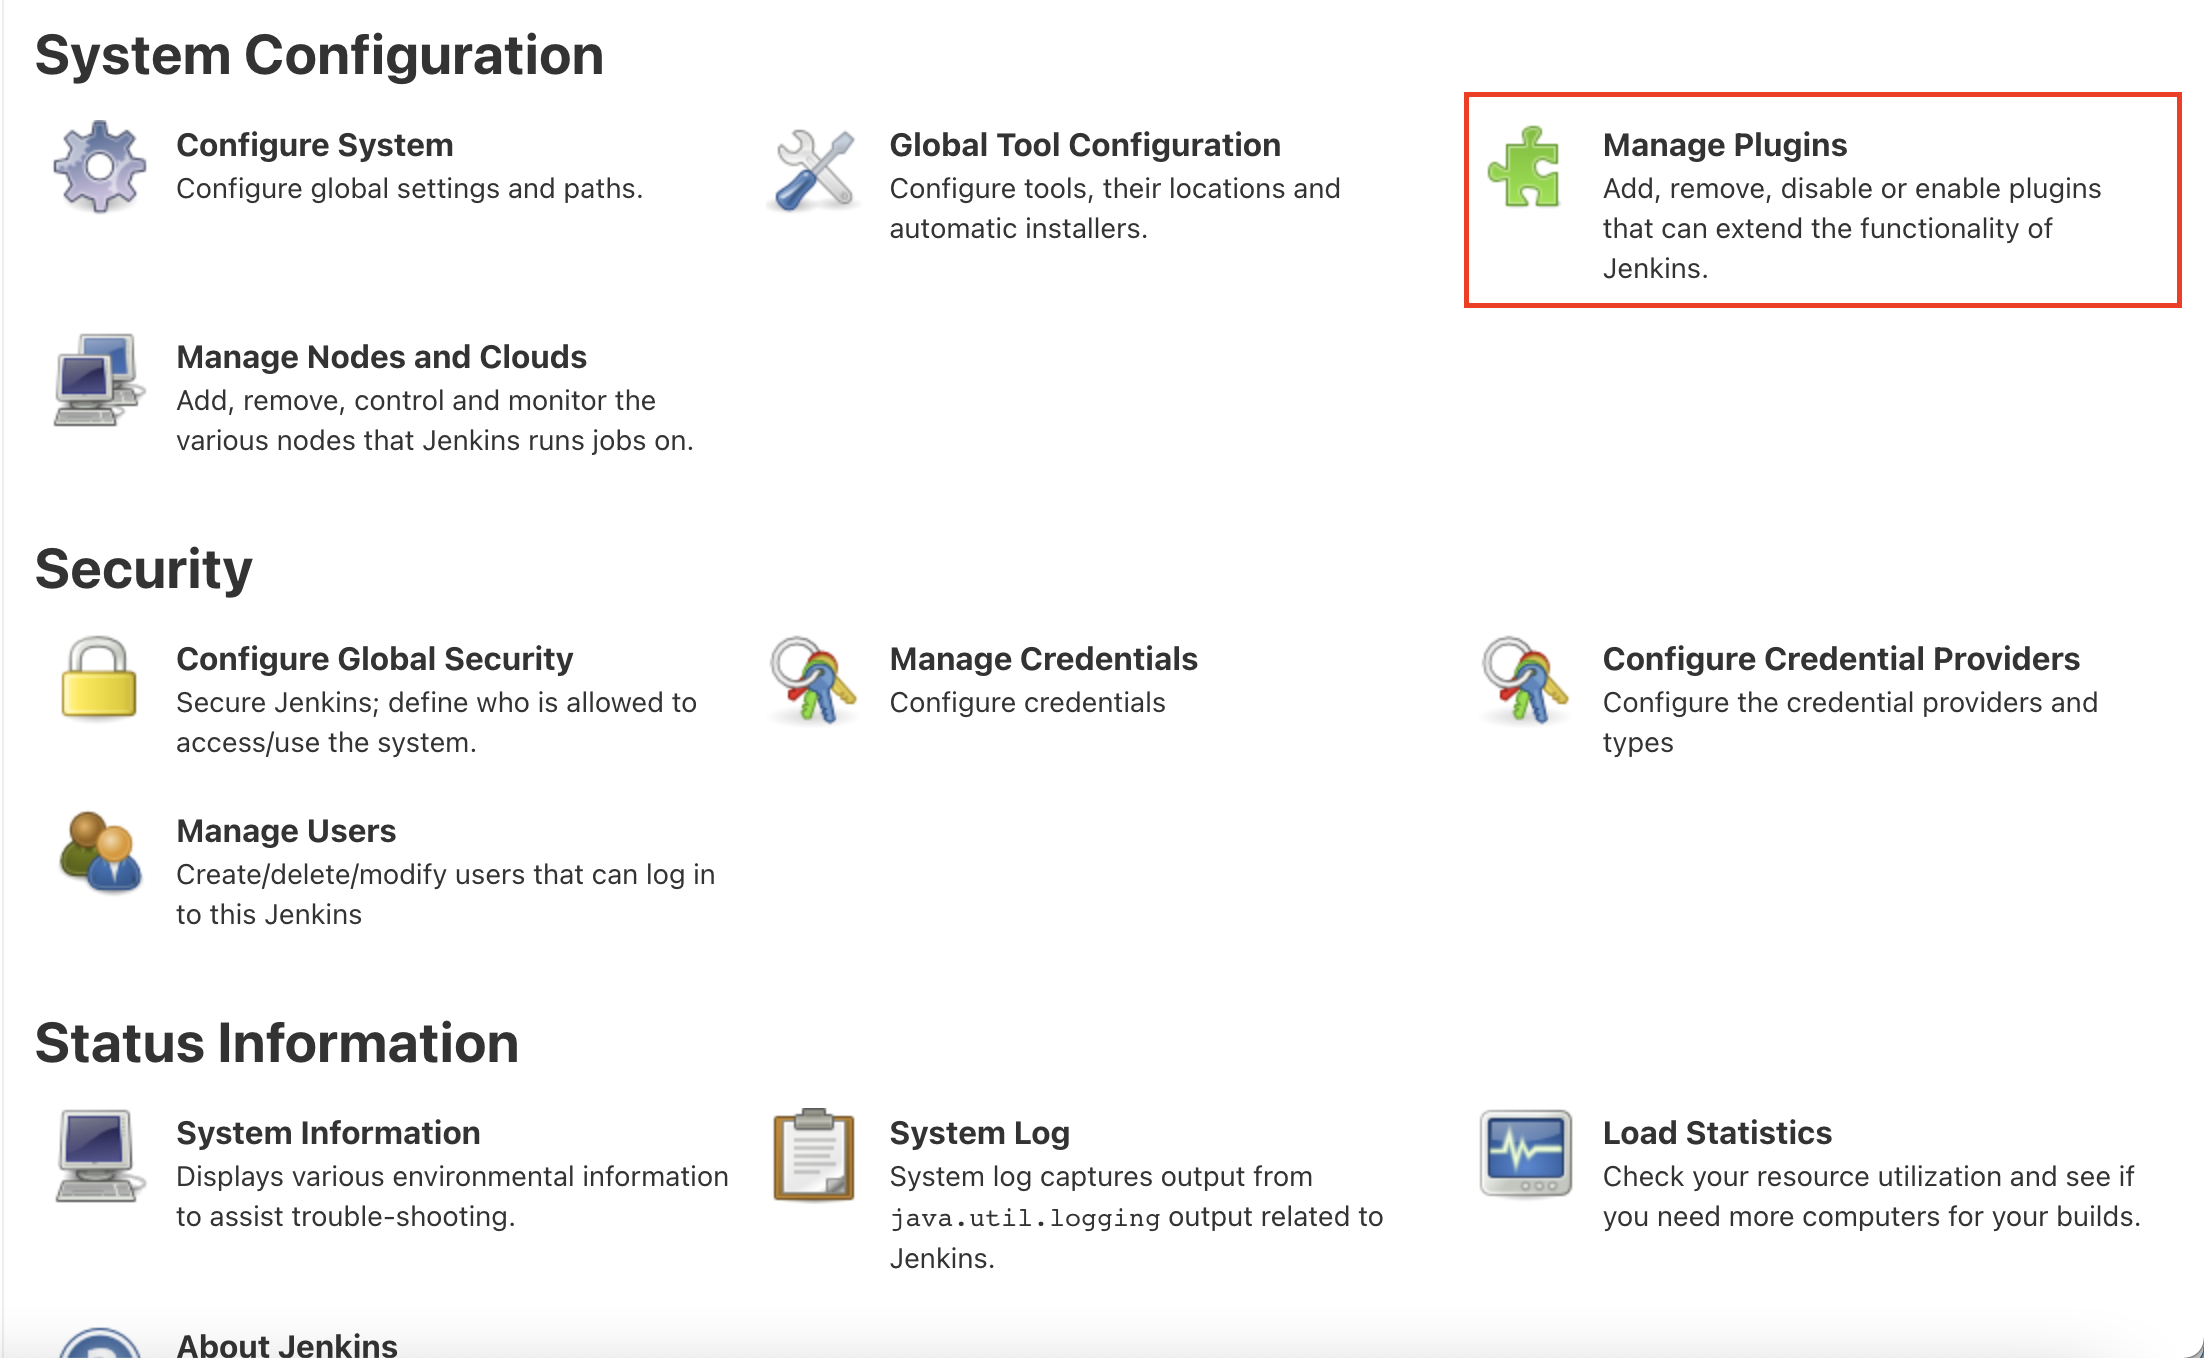 System Configuration
Configure System
Configure global settings and paths.
Global Tool Configuration
Configure tools, their locations and
automatic installers.
Manage Plugins
Add, remove, disable or enable plugins
that can extend the functionality of
Jenkins.
Manage Nodes and Clouds
Add, remove, control and monitor the
various nodes that Jenkins runs jobs on.
Security
Configure Global Security
Secure Jenkins; define who is allowed to
access/use the system.
Manage Credentials
Configure credentials
Configure Credential Providers
Configure the credential providers and
types
Manage Users
Create/delete/modify users that can log in
to this Jenkins
Status Information
System Information
Displays various environmental information
to assist trouble-shooting.
System Log
System log captures output from
java.util.logging output related to
Jenkins.
Load Statistics
Check your resource utilization and see if
you need more computers for your builds.
About Jenkins